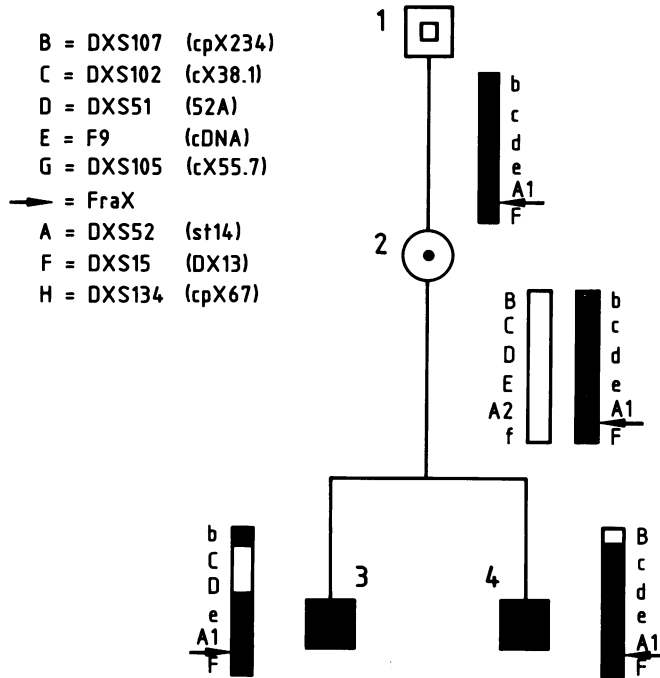 B = DXS107 (cpX234)
C = DXS102 (cX38.1)
D = DXS51 (52A)
E = F9 (cDNA)
G = DXS105 (cX55.7)
= FraX
A = DXS52 (st14)
F = DXS15 (DX13)
H = DXS134 (cpX67)
1
b
c
d
e
A1
F
2
B
C
D
E
A2
f
b
c
d
e
A1
F
b
C
D
e
A1
F
3
4
B
c
d
e
A1
F